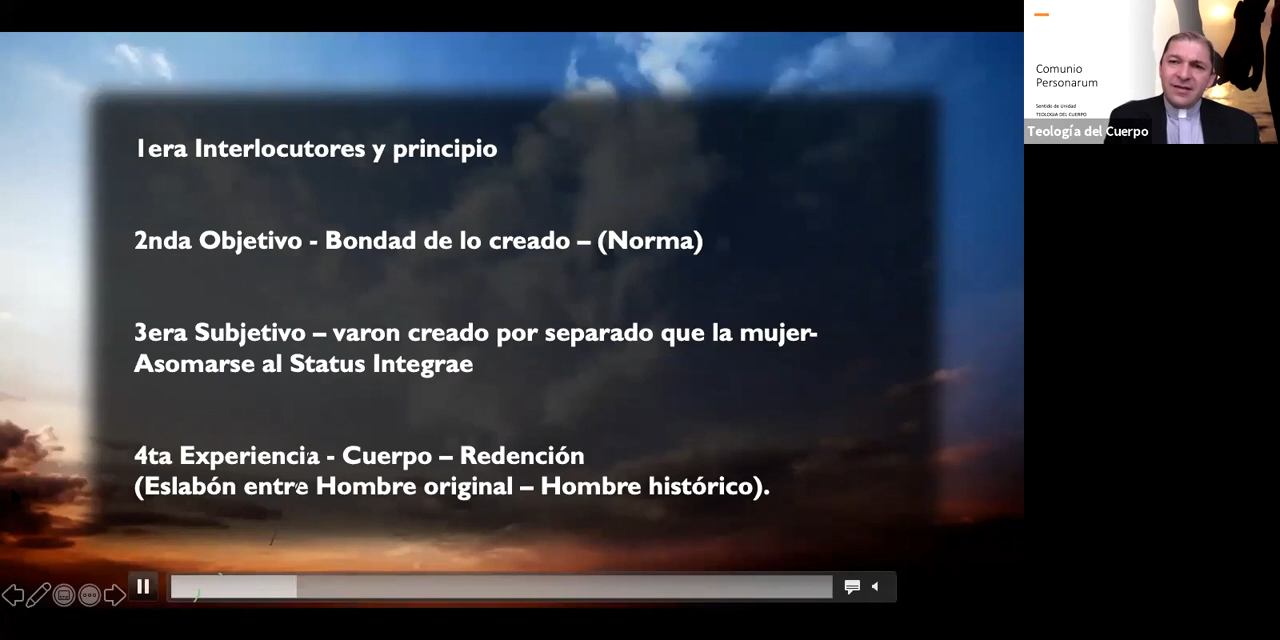 1era Interlocutores y principio
2nda Objetivo - Bondad de lo creado – (Norma)
3era Subjetivo – varon creado por separado que la mujer-
Asomarse al Status Integrae
4ta Experiencia - Cuerpo – Redención
(Eslabón entre Hombre original – Hombre histórico).
Comunio
Personarum
Sentido de Unidad
TEOLOGIA DEL CUERPO
Teología del Cuerpo